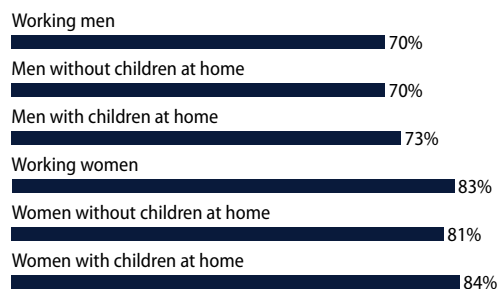 Working men
70%
Men without children at home
70%
Men with children at home
73%
Working women
83%
Women without children at home
81%
Women with children at home
84%